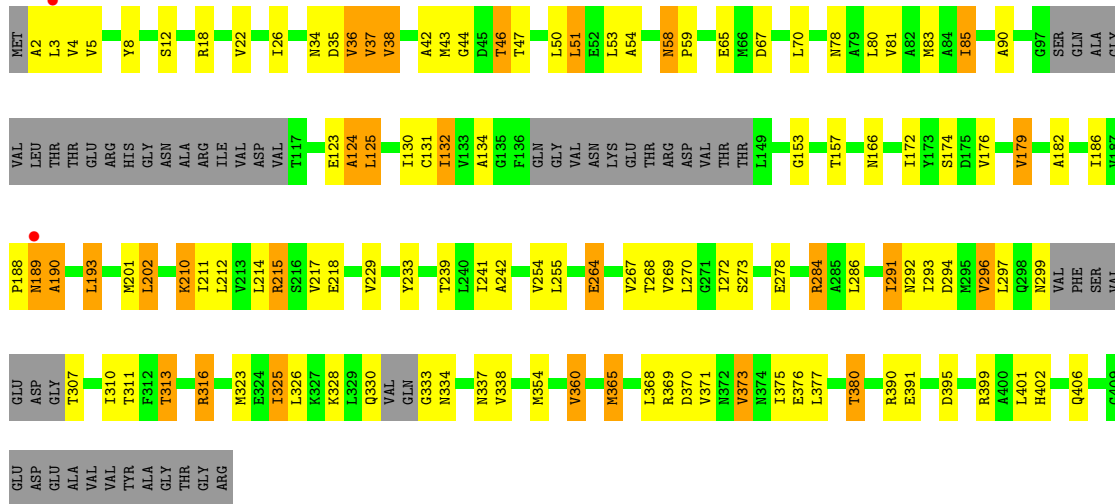 MET A2 L3 V4 V5 Y8 S12 R18 V22 I26 N34 D35 V36 V37 V38 A42 M43 G44 D45 T46 T47 L50 L51 E52 L53 A54 N58 P59 E65 M66 D67 L70 N78 A79 L80 V81 A82 M83 A84 I85 A90 G97 SER GLN ALA GLY
VAL LEU THR THR GLU ARG HIS GLY ASN ALA ARG ILE VAL ASP VAL T117 E123 A124 L125 I130 C131 I132 V133 A134 G135 F136 GLN GLY VAL ASN LYS GLU THR ARG ASP VAL THR THR L149 G153 T157 N166 I172 Y173 S174 D175 V176 V179 A182 I186 V187
P188 N189 A190 L193 M201 L202 K210 I211 L212 V213 L214 R215 S216 V217 E218 V229 Y233 T239 L240 I241 A242 V254 L255 E264 V267 T268 V269 L270 G271 L272 S273 E278 R284 A285 L286 I291 N292 I293 D294 M295 V296 L297 Q298 N299 VAL PHE SER VAL
GLU ASP GLY T307 I310 T311 F312 T313 R316 M323 E324 I325 L326 K327 K328 L329 Q330 VAL GLN G333 N334 N337 V338 M354 V360 M365 L368 R369 D370 V371 N372 V373 N374 I375 E376 L377 T380 R390 E391 D395 R399 A400 L401 H402 Q406 G409
GLU ASP GLU ALA VAL VAL TYR ALA GLY THR GLY ARG